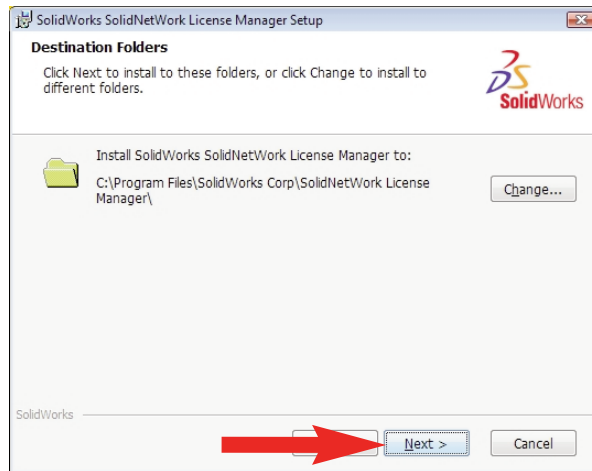 SolidWorks SolidNetWork License Manager Setup
Destination Folders
Click Next to install to these folders, or click Change to install to
different folders.
SolidWorks
Install SolidWorks SolidNetWork License Manager to:
C:\Program Files\SolidWorks Corp\SolidNetWork License
Manager\
Change...
SolidWorks
Next >
Cancel